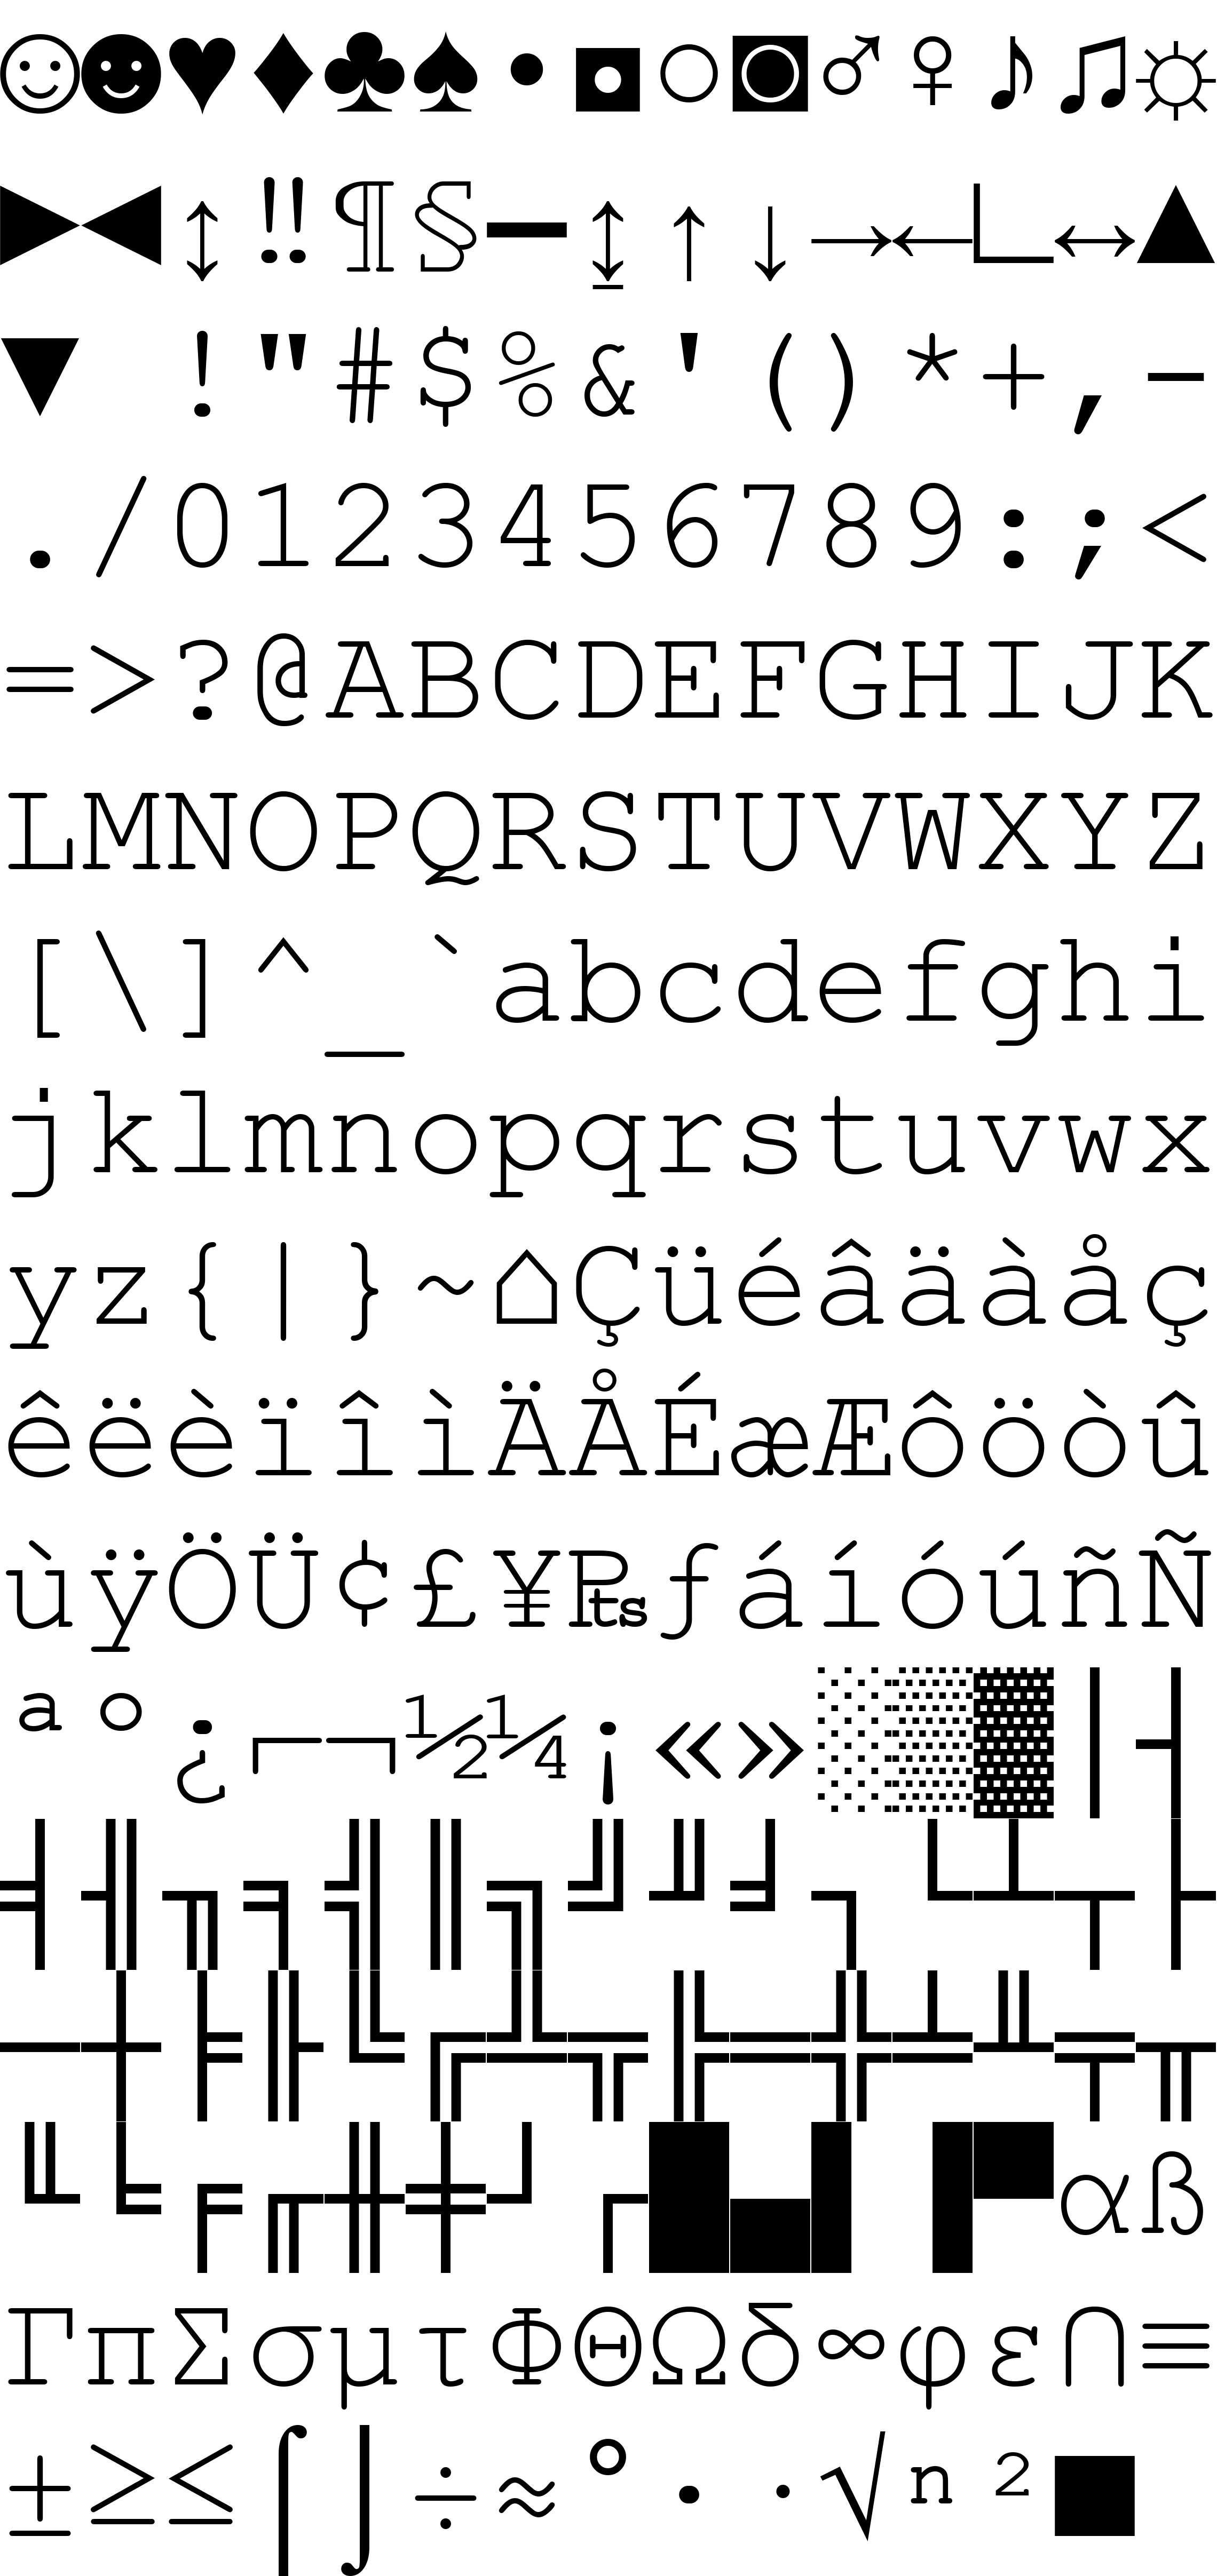 ☺☻♥♦♣♠•◘○◙♂♀♪♫☼
►◄↕‼¶§▬↨↑↓→←∟↔▲
▼ !"#$%&'()*+,-
./0123456789:;<
=>?@ABCDEFGHIJK
LMNOPQRSTUVWXYZ
[\]^_`abcdefghi
jklmnopqrstuvwx
yz{|}~⌂Çüéâäàåç
êëèïîìÄÅÉæÆôöòû
ùÿÖÜ¢£¥₧ƒáíóúñÑ
ªº¿⌐¬½¼¡«»░▒▓│┤
╡╢╖╕╣║╗╝╜╛┐└┴┬├
─┼╞╟╚╔╩╦╠═╬╧╨╤╥
╙╘╒╓╫╪┘┌█▄▌▐▀αß
ΓπΣσµτΦΘΩδ∞φε∩≡
±≥≤⌠⌡÷≈°∙·√ⁿ²■